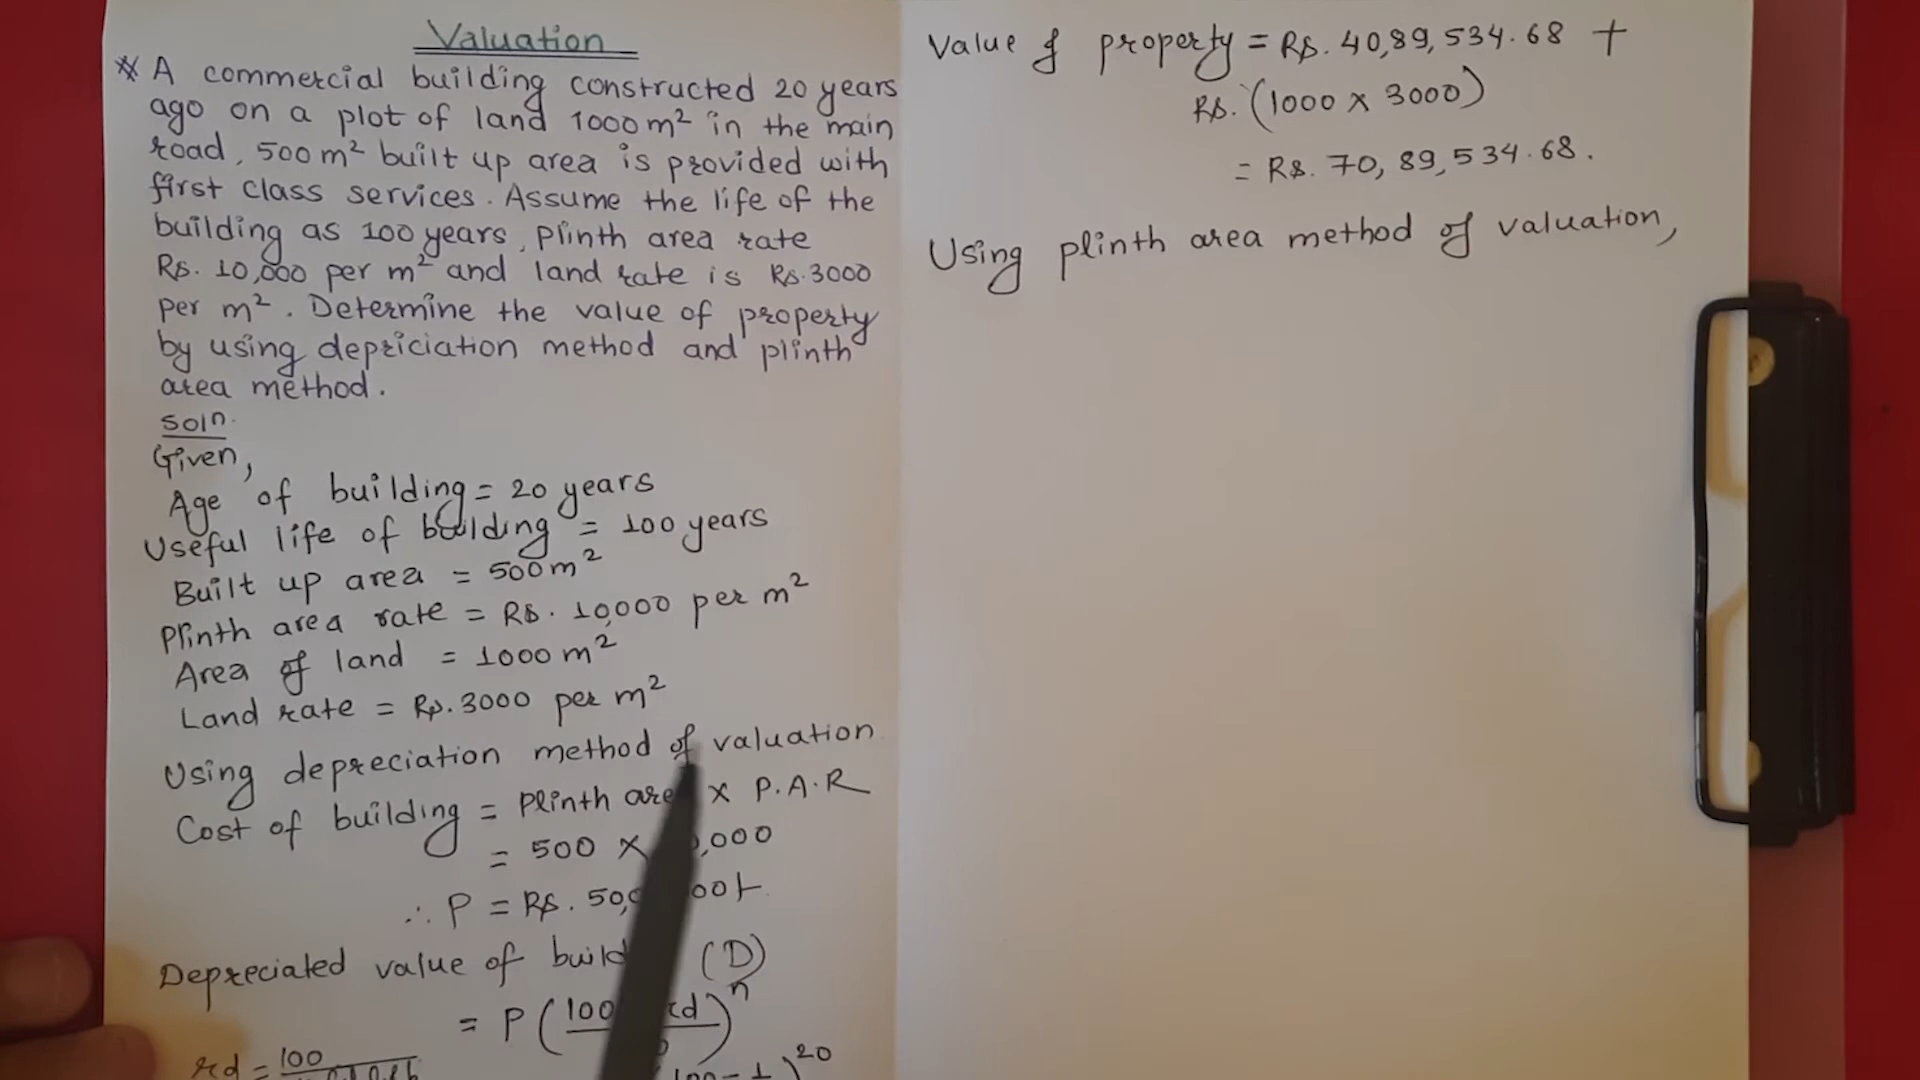 Valuation
* A commercial building constructed 20 years
ago on a plot of land 1000 m² in the main
road, 500 m² built up area is provided with
first class services. Assume the life of the
building as 100 years, plinth area rate
Rs. 10,000 per m² and land rate is Rs. 3000
per m². Determine the value of property
by using depriciation method and plinth
area method.
Soln.
Given,
Age of building = 20 years
Useful life of building = 100 years
Built up area = 500 m²
Plinth area rate = Rs. 10,000 per m²
Area of land = 1000 m²
Land rate = Rs. 3000 per m²
Using depreciation method of valuation
Cost of building = Plinth area x P.A.R
= 500 x ,000
∴ P = Rs. 50,
Depreciated value of (D)
= P (100 rd)ⁿ
rd = 100
100 - 1)²⁰
Value of property = Rs. 40,89,534.68 +
Rs. (1000 x 3000)
= Rs. 70,89,534.68.
Using plinth area method of valuation,